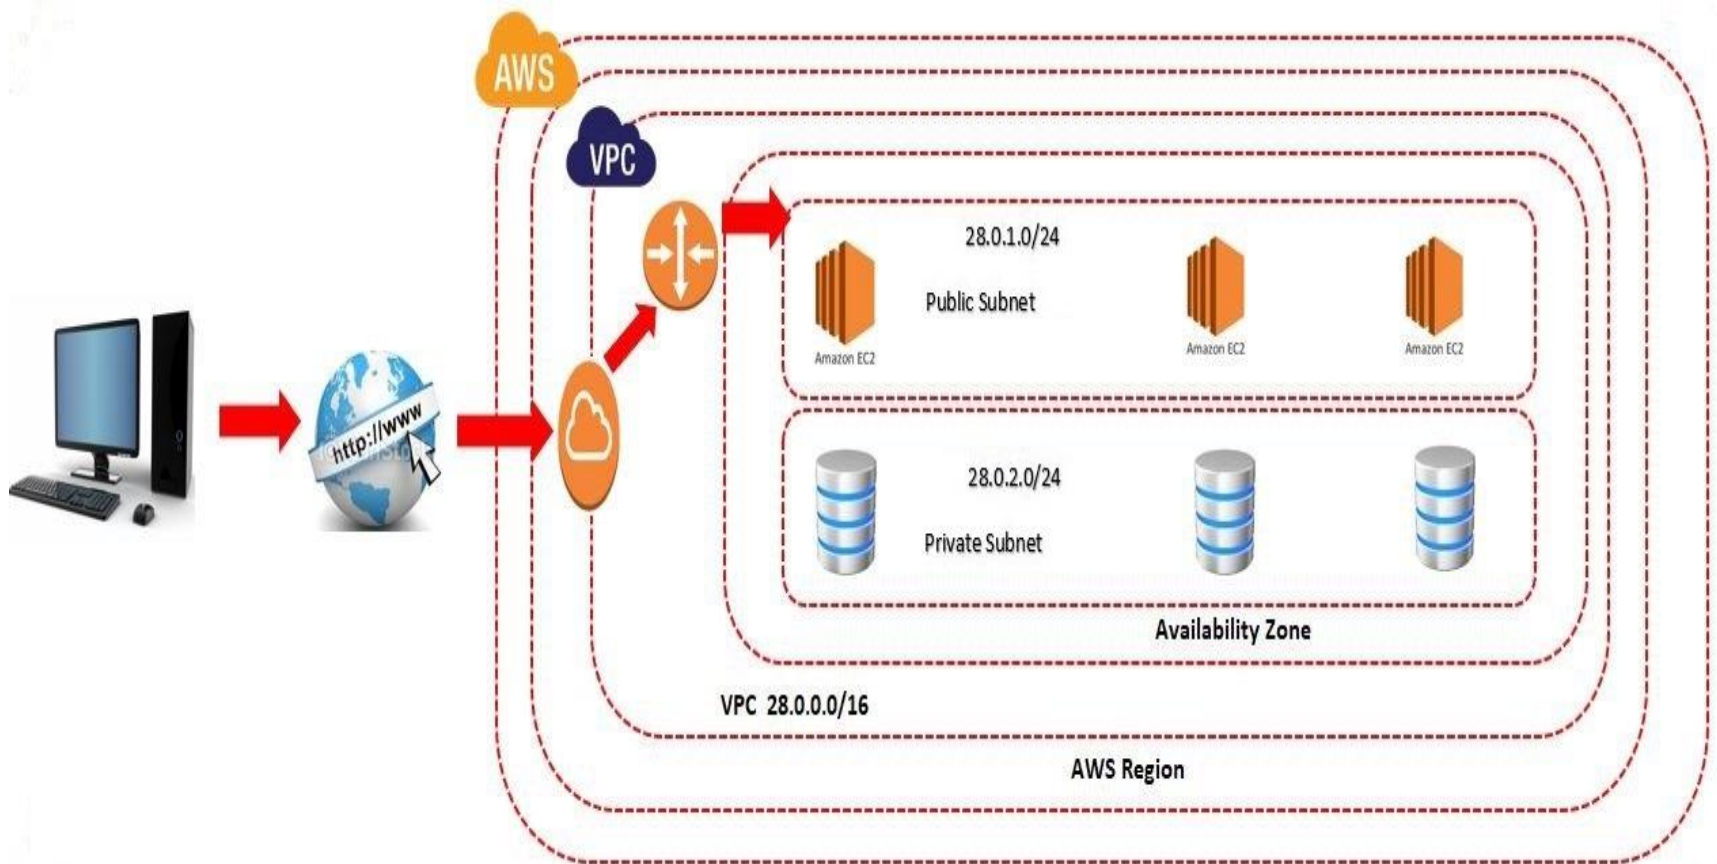 AWS
VPC
28.0.1.0/24
Public Subnet
Amazon EC2
Amazon EC2
Amazon EC2
http://www
28.0.2.0/24
Private Subnet
Availability Zone
VPC 28.0.0.0/16
AWS Region